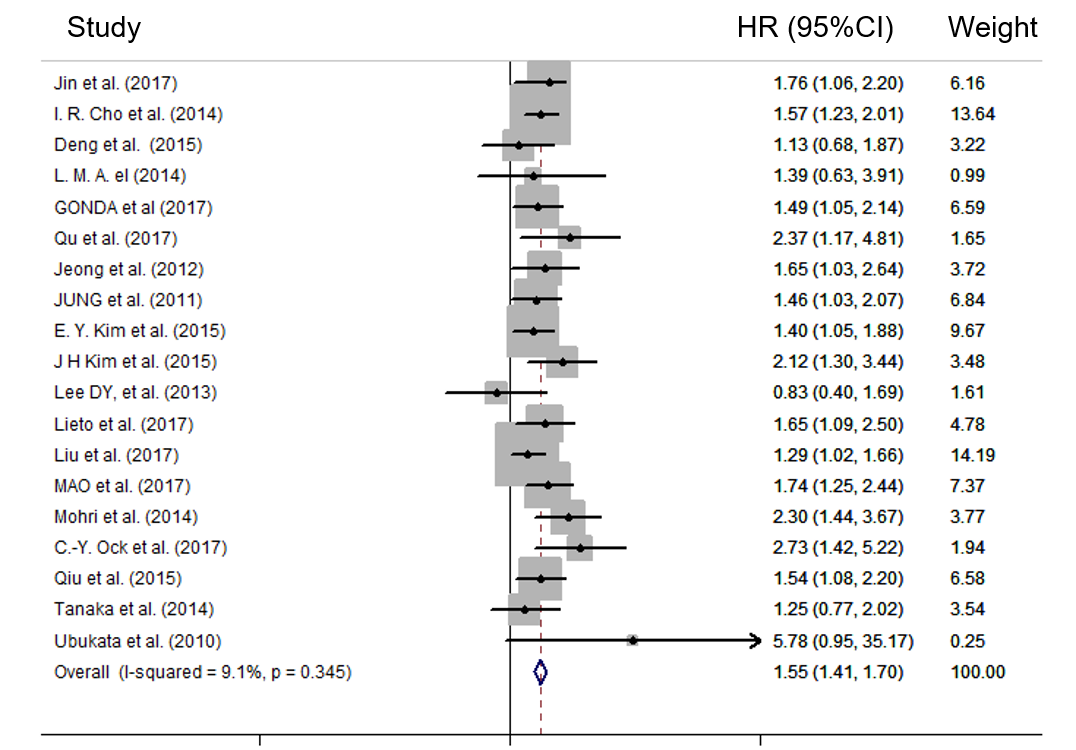 Study HR (95%CI) Weight
Jin et al. (2017) 1.76 (1.06, 2.20) 6.16
I. R. Cho et al. (2014) 1.57 (1.23, 2.01) 13.64
Deng et al. (2015) 1.13 (0.68, 1.87) 3.22
L. M. A. el (2014) 1.39 (0.63, 3.91) 0.99
GONDA et al (2017) 1.49 (1.05, 2.14) 6.59
Qu et al. (2017) 2.37 (1.17, 4.81) 1.65
Jeong et al. (2012) 1.65 (1.03, 2.64) 3.72
JUNG et al. (2011) 1.46 (1.03, 2.07) 6.84
E. Y. Kim et al. (2015) 1.40 (1.05, 1.88) 9.67
J H Kim et al. (2015) 2.12 (1.30, 3.44) 3.48
Lee DY, et al. (2013) 0.83 (0.40, 1.69) 1.61
Lieto et al. (2017) 1.65 (1.09, 2.50) 4.78
Liu et al. (2017) 1.29 (1.02, 1.66) 14.19
MAO et al. (2017) 1.74 (1.25, 2.44) 7.37
Mohri et al. (2014) 2.30 (1.44, 3.67) 3.77
C.-Y. Ock et al. (2017) 2.73 (1.42, 5.22) 1.94
Qiu et al. (2015) 1.54 (1.08, 2.20) 6.58
Tanaka et al. (2014) 1.25 (0.77, 2.02) 3.54
Ubukata et al. (2010) 5.78 (0.95, 35.17) 0.25
Overall (I-squared = 9.1%, p = 0.345) 1.55 (1.41, 1.70) 100.00